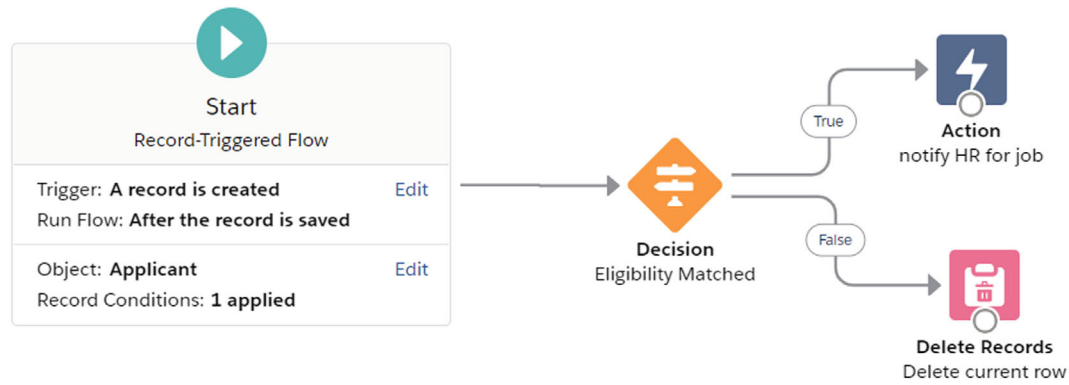 Start
Record-Triggered Flow
Trigger: A record is created Edit
Run Flow: After the record is saved
Object: Applicant Edit
Record Conditions: 1 applied
Decision
Eligibility Matched
True
False
Action
notify HR for job
Delete Records
Delete current row